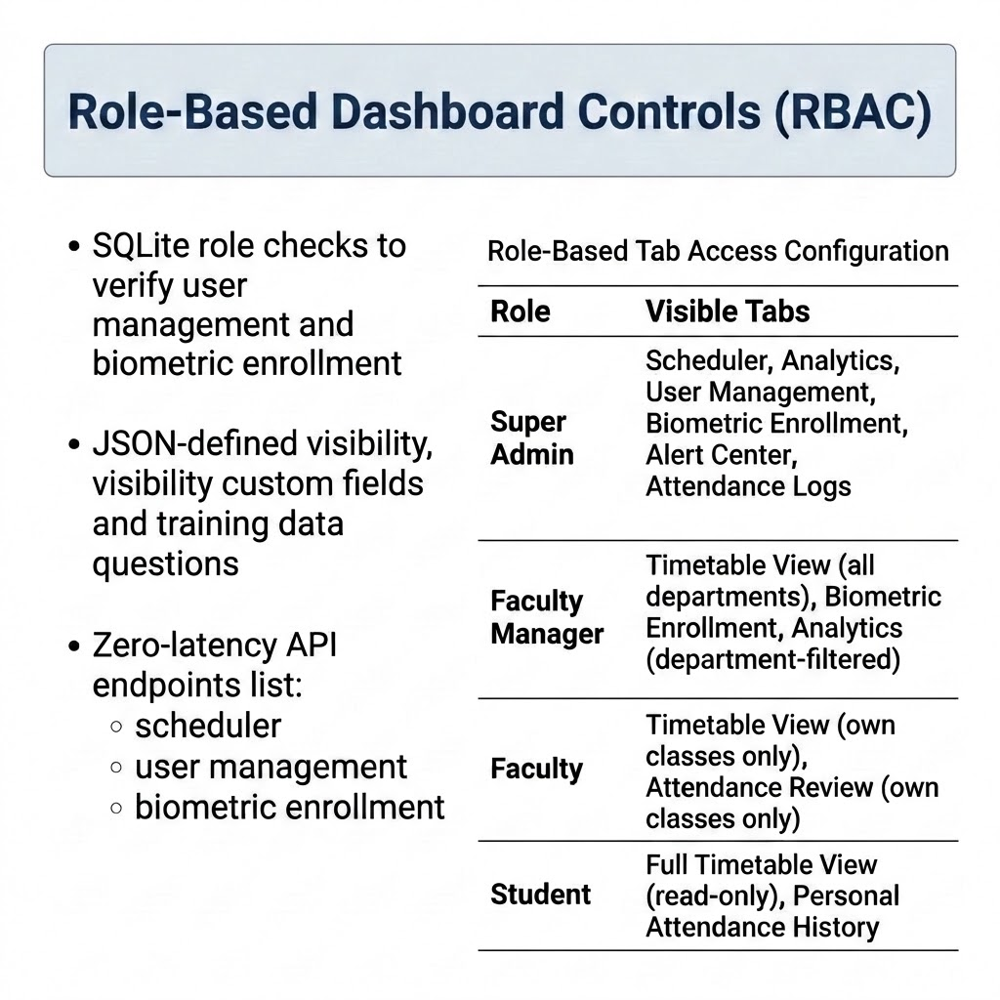 Role-Based Dashboard Controls (RBAC)
• SQLite role checks to
verify user
management and
biometric enrollment
• JSON-defined visibility,
visibility custom fields
and training data
questions
• Zero-latency API
endpoints list:
○ scheduler
○ user management
○ biometric enrollment
Role-Based Tab Access Configuration
Role Visible Tabs
Super
Admin
Scheduler, Analytics,
User Management,
Biometric Enrollment,
Alert Center,
Attendance Logs
Faculty
Manager
Timetable View (all
departments), Biometric
Enrollment, Analytics
(department-filtered)
Faculty
Timetable View (own
classes only),
Attendance Review (own
classes only)
Student
Full Timetable View
(read-only), Personal
Attendance History